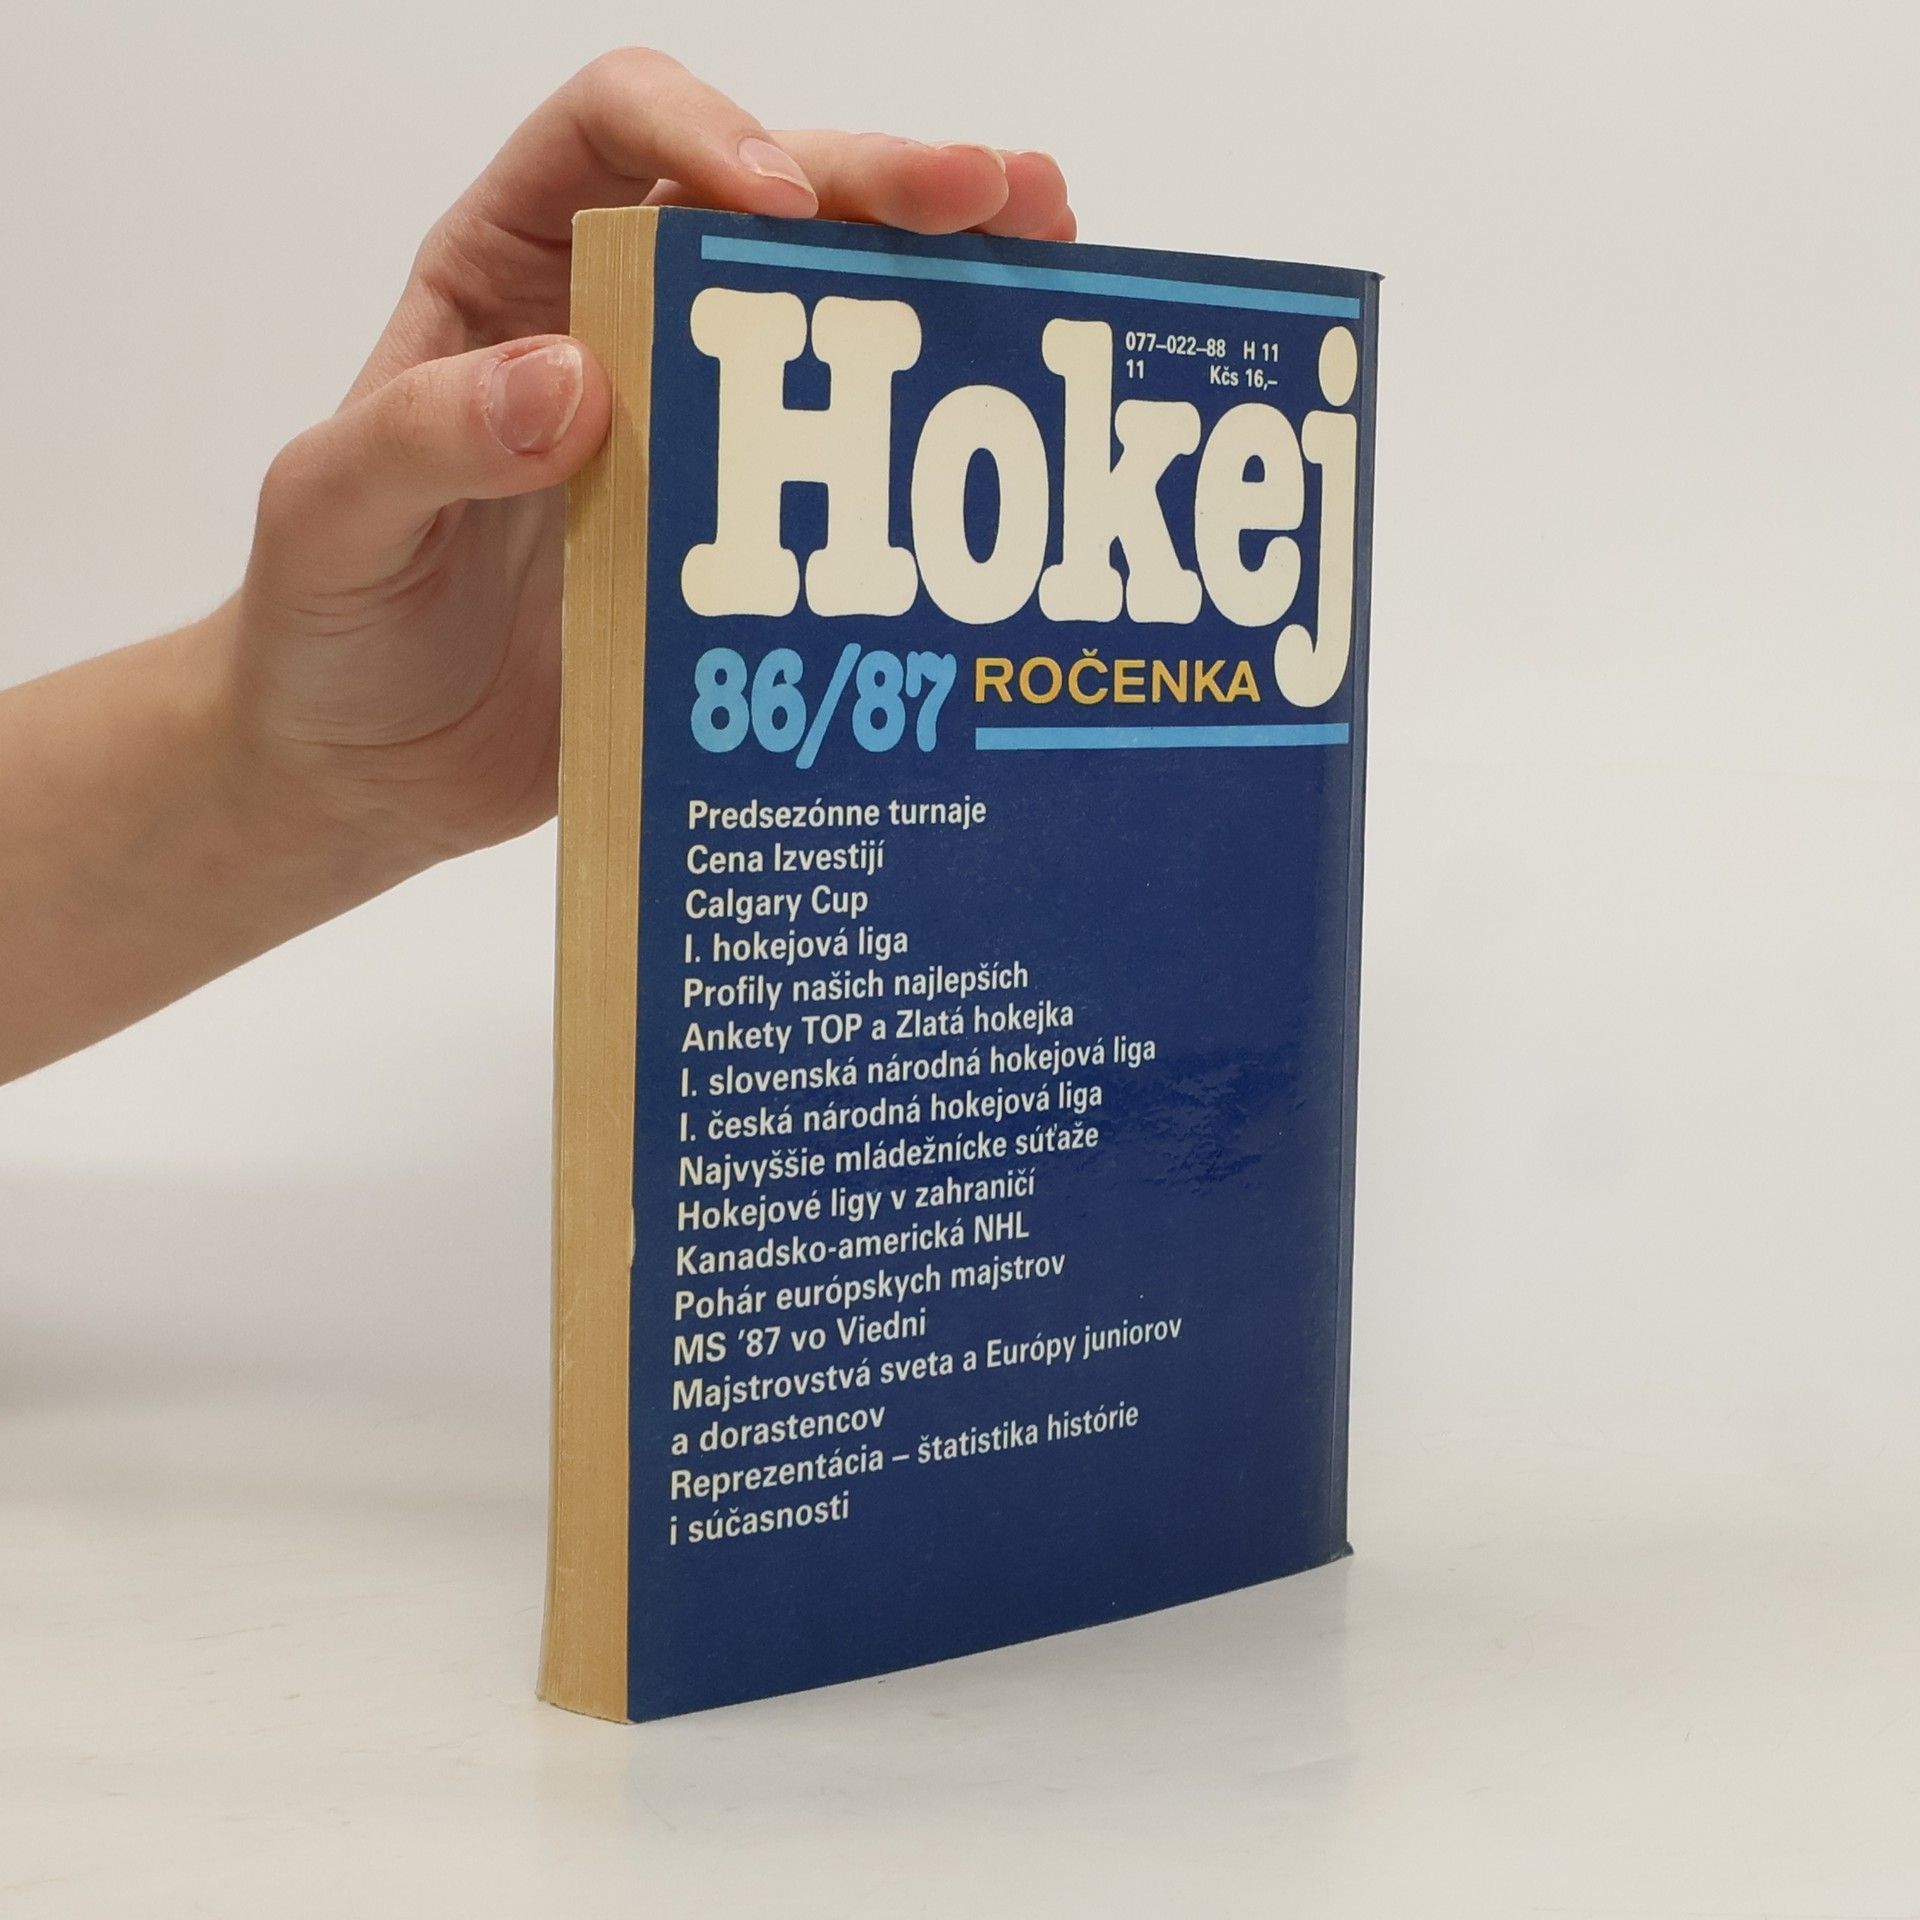 Hokej
077–022–88 H 11
11 Kčs 16,–
86/87 ROČENKA
Predsezónne turnaje
Cena Izvestijí
Calgary Cup
I. hokejová liga
Profily našich najlepších
Ankety TOP a Zlatá hokejka
I. slovenská národná hokejová liga
I. česká národná hokejová liga
Najvyššie mládežnícke súťaže
Hokejové ligy v zahraničí
Kanadsko-americká NHL
Pohár európskych majstrov
MS '87 vo Viedni
Majstrovstvá sveta a Európy juniorov
a dorastencov
Reprezentácia – štatistika histórie
i súčasnosti